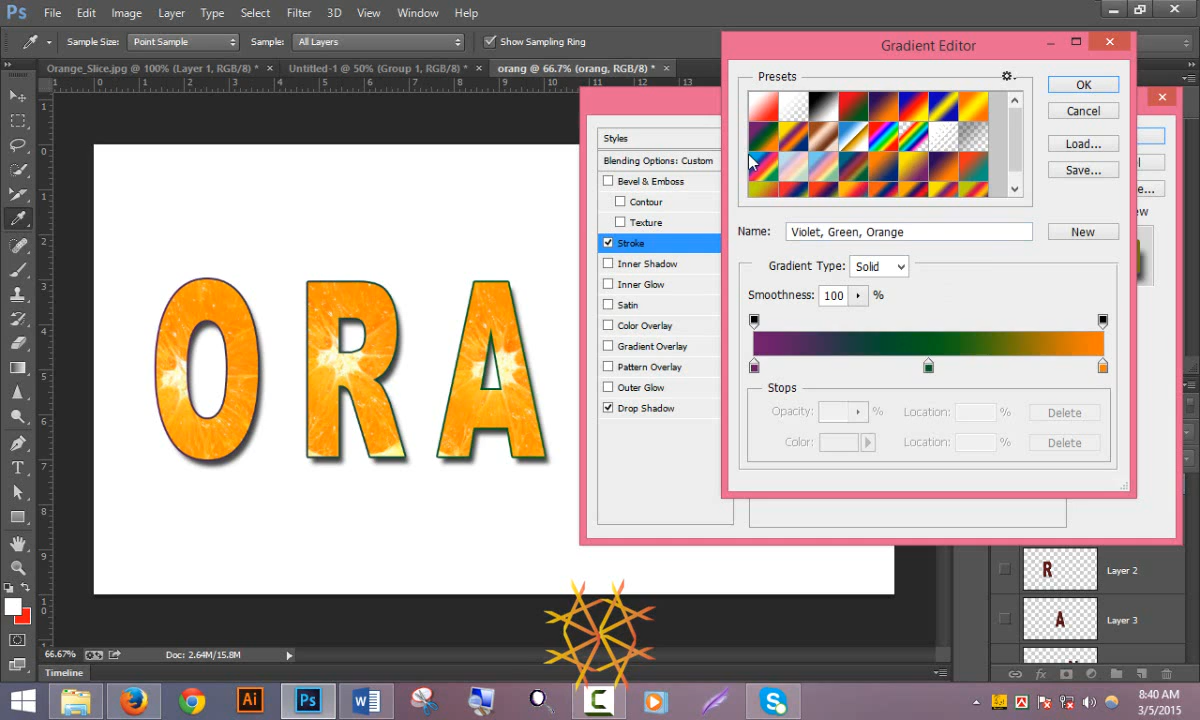 Ps File Edit Image Layer Type Select Filter 3D View Window Help
Sample Size: Point Sample Sample: All Layers Show Sampling Ring
Orange_Slice.jpg @ 100% (Layer 1, RGB/8) * × Untitled-1 @ 50% (Group 1, RGB/8) * × orang @ 66.7% (orang, RGB/8) * ×
Gradient Editor
Presets
OK
Cancel
Load...
Save...
Name: Violet, Green, Orange New
Gradient Type: Solid
Smoothness: 100 %
Stops
Opacity: % Location: % Delete
Color: Location: % Delete
Styles
Blending Options: Custom
Bevel & Emboss
Contour
Texture
Stroke
Inner Shadow
Inner Glow
Satin
Color Overlay
Gradient Overlay
Pattern Overlay
Outer Glow
Drop Shadow
ORA
R Layer 2
A Layer 3
66.67% Doc: 2.64M/15.8M
Timeline
fx
Ai Ps W C S
8:40 AM
3/5/2015